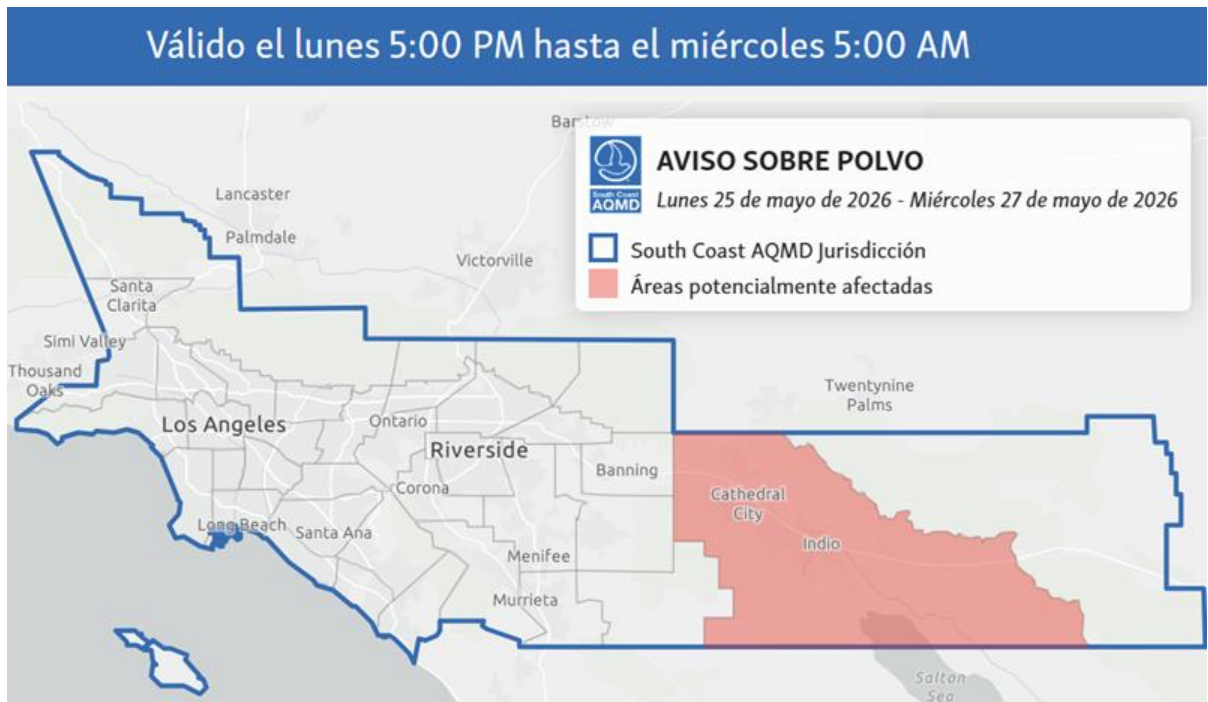 Válido el lunes 5:00 PM hasta el miércoles 5:00 AM
Barstow
South Coast
AQMD
AVISO SOBRE POLVO
Lunes 25 de mayo de 2026 - Miércoles 27 de mayo de 2026
South Coast AQMD Jurisdicción
Áreas potencialmente afectadas
Lancaster
Palmdale
Victorville
Santa
Clarita
Simi Valley
Thousand
Oaks
Twentynine
Palms
Los Angeles
Ontario
Riverside
Banning
Corona
Cathedral
City
Long Beach
Santa Ana
Indio
Menifee
Murrieta
Salton
Sea